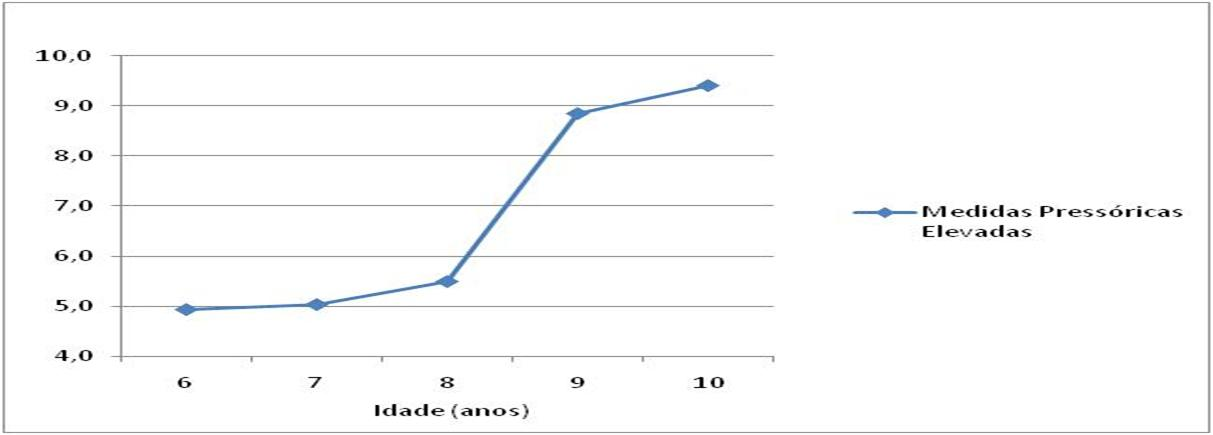 10,0
9,0
8,0
7,0
6,0
5,0
4,0
6 7 8 9 10
Idade (anos)
Medidas Pressóricas
Elevadas